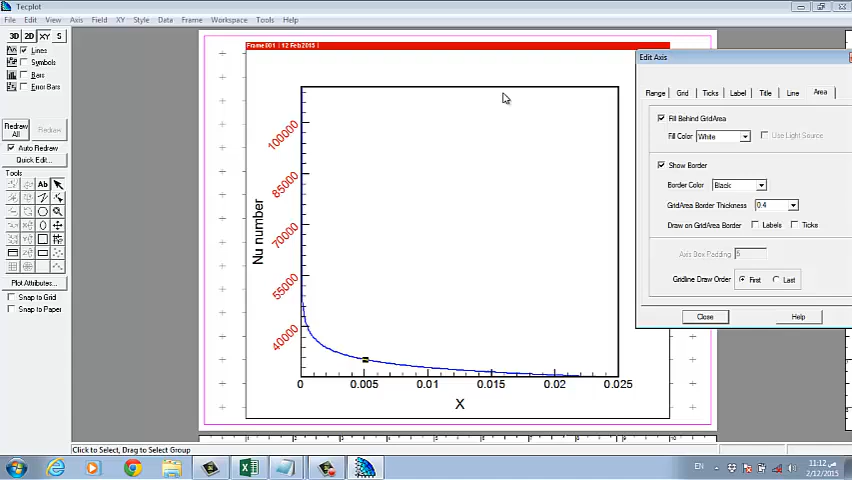 Tecplot
File Edit View Axis Field XY Style Data Frame Workspace Tools Help
3D 2D XY S
Lines
Symbols
Bars
Error Bars
Redraw All Redraw
Auto Redraw
Quick Edit...
Tools
Ab
Plot Attributes...
Snap to Grid
Snap to Paper
Frame 001 | 12 Feb 2015 |
100000
85000
70000
55000
40000
Nu number
0 0.005 0.01 0.015 0.02 0.025
X
Edit Axis
Range Grid Ticks Label Title Line Area
Fill Behind GridArea
Fill Color White Use Light Source
Show Border
Border Color Black
GridArea Border Thickness 0.4
Draw on GridArea Border Labels Ticks
Axis Box Padding 5
Gridline Draw Order First Last
Close Help
Click to Select, Drag to Select Group
EN
11:12 ص
2/12/2015